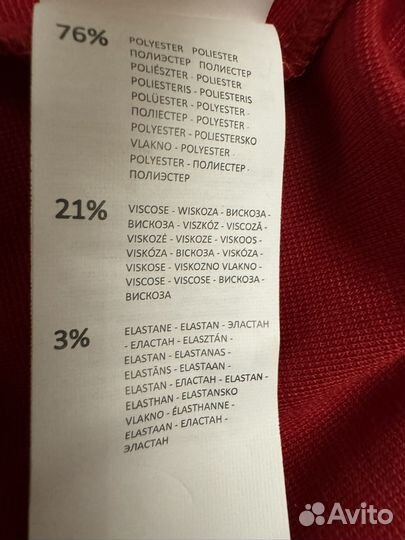 76%
POLYESTER POLIESTER
ПОЛИЭСТЕР ПОЛИЕСТЕР
POLIÉSZTER - POLIESTER
POLIESTERIS - POLIESTERIS
POLÜESTER - POLYESTER -
ПОЛІЕСТЕР - POLYESTER -
POLYESTER - POLIESTERSKO
VLAKNO - POLYESTER -
POLYESTER - ПОЛИЕСТЕР -
ПОЛИЭСТЕР
21%
VISCOSE - WISKOZA - ВИСКОЗА -
ВИСКОЗА - VISZKÓZ - VISCOZĂ -
VISKOZĖ - VISKOZE - VISKOOS -
VISKÓZA - ВІСКОЗА - VISKÓZA -
VISKOSE - VISKOZNO VLAKNO -
VISCOSE - VISCOSE - ВИСКОЗА -
ВИСКОЗА
3%
ELASTANE - ELASTAN - ЭЛАСТАН
- ЕЛАСТАН - ELASZTÁN -
ELASTAN - ELASTANAS -
ELASTĀNS - ELASTAAN -
ELASTAN - ЕЛАСТАН - ELASTAN -
ELASTHAN - ELASTANSKO
VLAKNO - ÉLASTHANNE -
ELASTAAN - ЕЛАСТАН -
ЭЛАСТАН
Avito